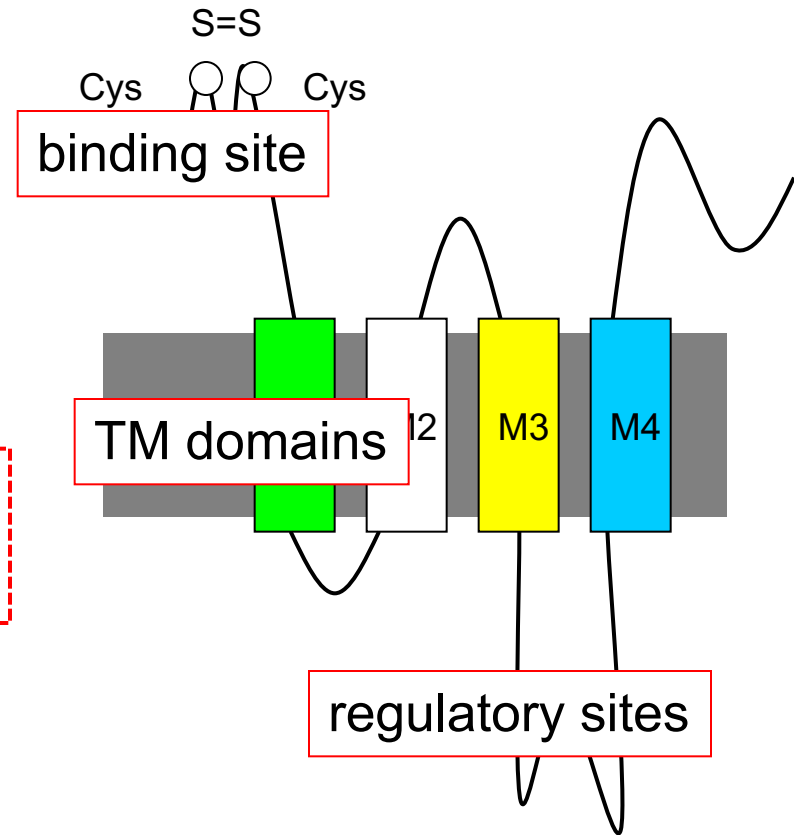 S=S
Cys Cys
binding site
TM domains
M3
M4
regulatory sites